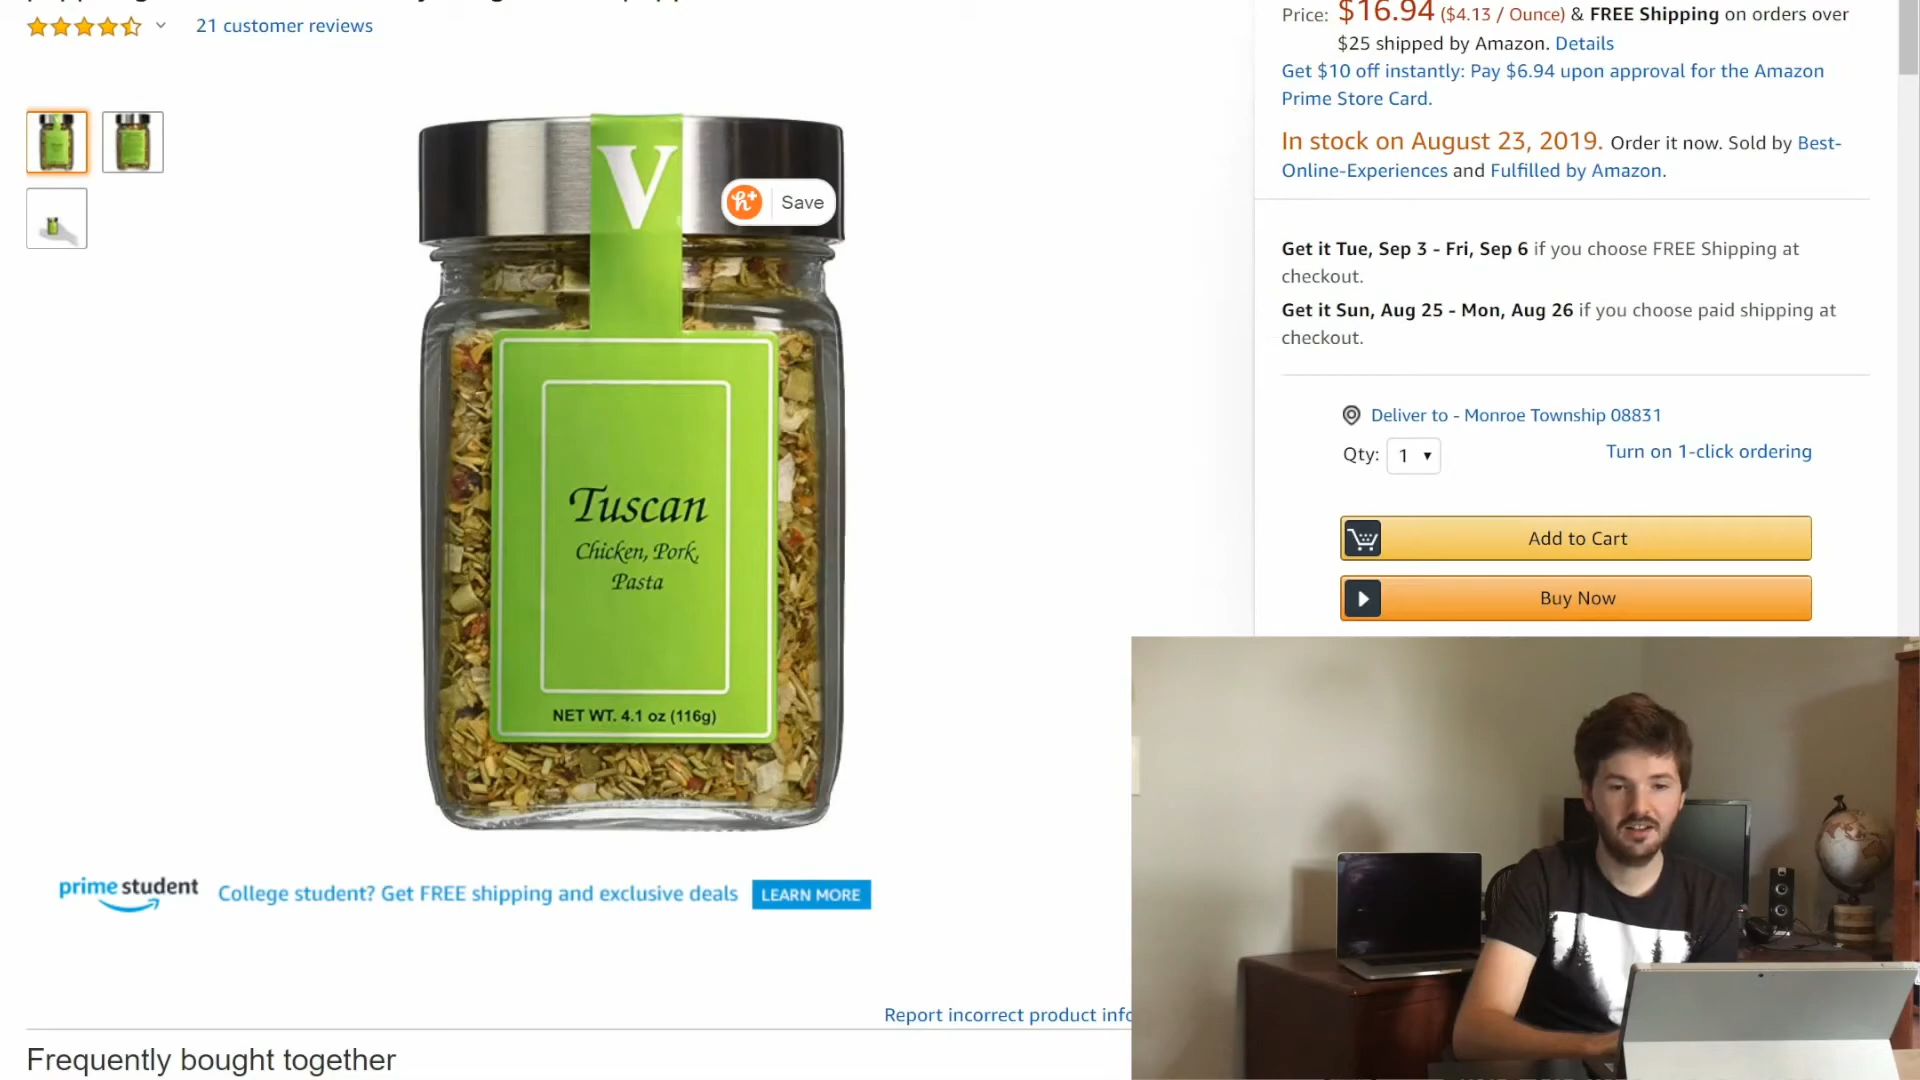 21 customer reviews
Price: $16.94 ($4.13 / Ounce) & FREE Shipping on orders over
$25 shipped by Amazon. Details
Get $10 off instantly: Pay $6.94 upon approval for the Amazon
Prime Store Card.
In stock on August 23, 2019. Order it now. Sold by Best-
Online-Experiences and Fulfilled by Amazon.
Get it Tue, Sep 3 - Fri, Sep 6 if you choose FREE Shipping at
checkout.
Get it Sun, Aug 25 - Mon, Aug 26 if you choose paid shipping at
checkout.
Deliver to - Monroe Township 08831
Qty: 1
Turn on 1-click ordering
Add to Cart
Buy Now
V
h+ Save
Tuscan
Chicken, Pork,
Pasta
NET WT. 4.1 oz (116g)
prime student College student? Get FREE shipping and exclusive deals LEARN MORE
Report incorrect product info
Frequently bought together